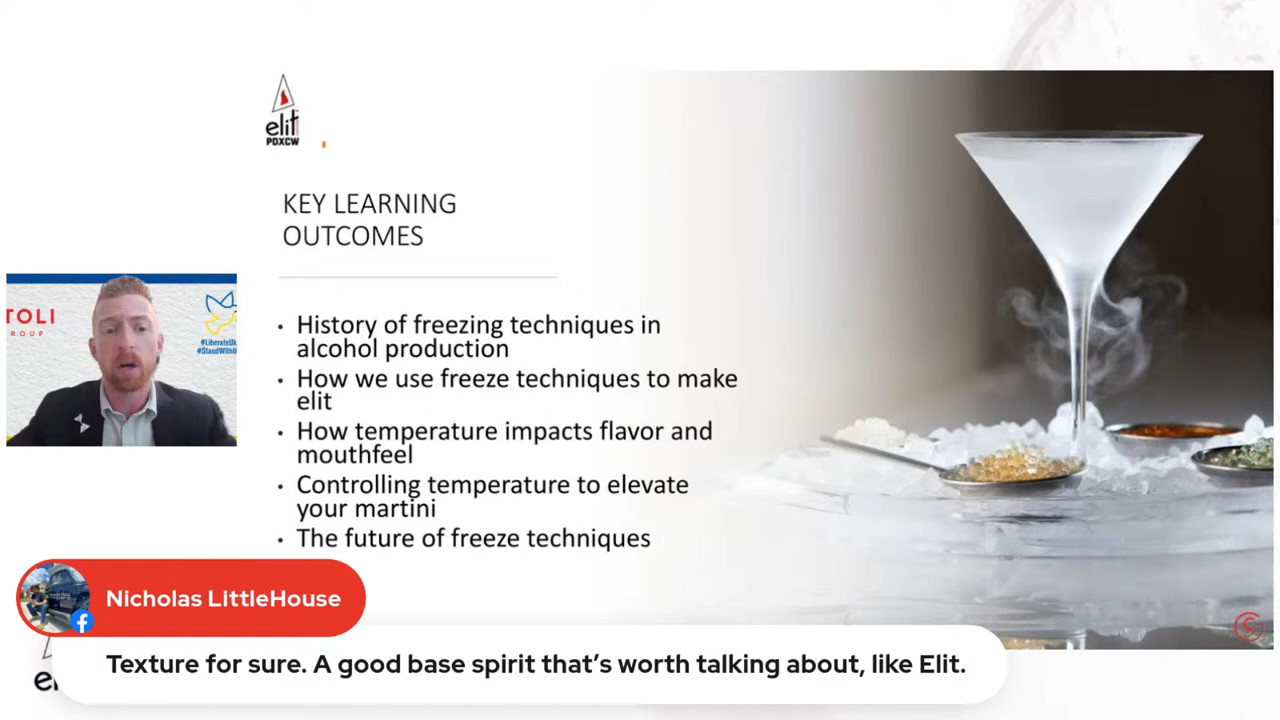 elit
PDXCW
KEY LEARNING
OUTCOMES
TOLI
ROUP
• History of freezing techniques in
alcohol production
• How we use freeze techniques to make
elit
• How temperature impacts flavor and
mouthfeel
• Controlling temperature to elevate
your martini
• The future of freeze techniques
Nicholas LittleHouse
Texture for sure. A good base spirit that’s worth talking about, like Elit.